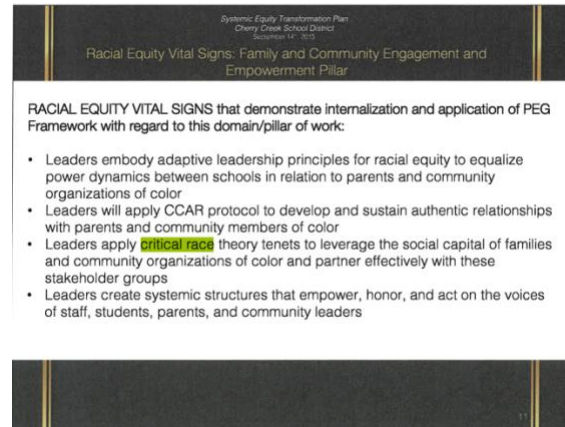 Systemic Equity Transformation Plan
Cherry Creek School District
September 14, 2015
Racial Equity Vital Signs: Family and Community Engagement and
Empowerment Pillar
RACIAL EQUITY VITAL SIGNS that demonstrate internalization and application of PEG
Framework with regard to this domain/pillar of work:
• Leaders embody adaptive leadership principles for racial equity to equalize
power dynamics between schools in relation to parents and community
organizations of color
• Leaders will apply CCAR protocol to develop and sustain authentic relationships
with parents and community members of color
• Leaders apply critical race theory tenets to leverage the social capital of families
and community organizations of color and partner effectively with these
stakeholder groups
• Leaders create systemic structures that empower, honor, and act on the voices
of staff, students, parents, and community leaders
11